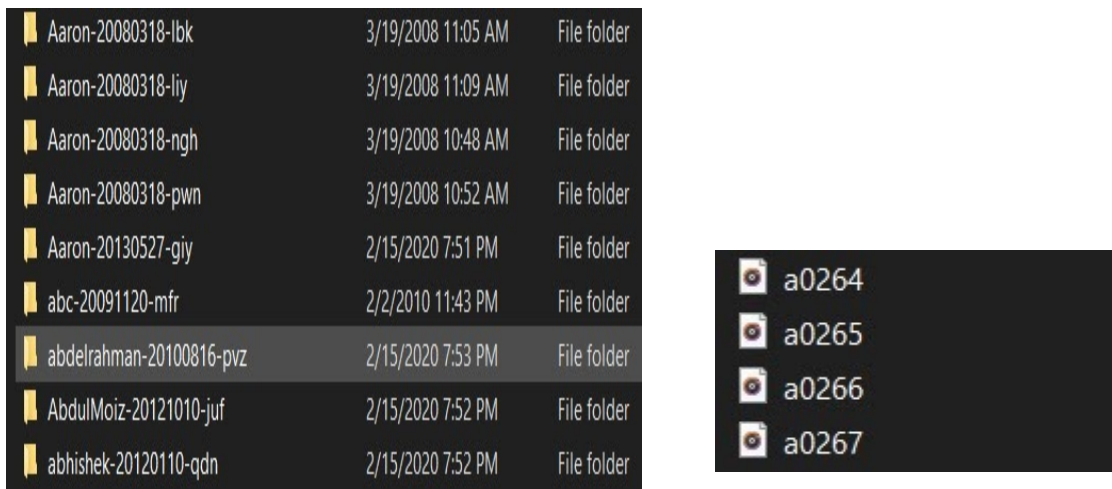 Aaron-20080318-lbk 3/19/2008 11:05 AM File folder
Aaron-20080318-liy 3/19/2008 11:09 AM File folder
Aaron-20080318-ngh 3/19/2008 10:48 AM File folder
Aaron-20080318-pwn 3/19/2008 10:52 AM File folder
Aaron-20130527-giy 2/15/2020 7:51 PM File folder
abc-20091120-mfr 2/2/2010 11:43 PM File folder
abdelrahman-20100816-pvz 2/15/2020 7:53 PM File folder
AbdulMoiz-20121010-juf 2/15/2020 7:52 PM File folder
abhishek-20120110-qdn 2/15/2020 7:52 PM File folder
a0264
a0265
a0266
a0267